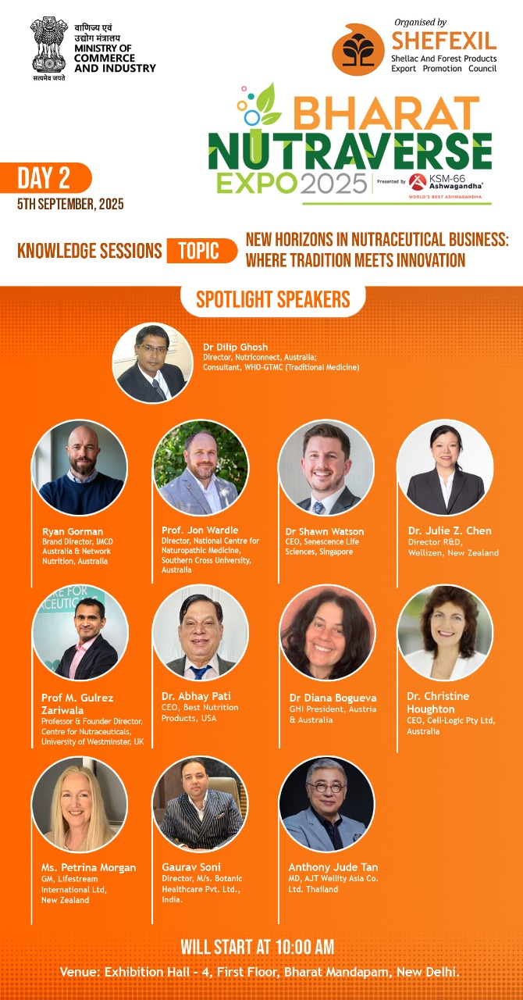 वाणिज्य एवं
उद्योग मंत्रालय
MINISTRY OF
COMMERCE
AND INDUSTRY
सत्यमेव जयते
Organised by
SHEFEXIL
Shellac And Forest Products
Export Promotion Council
BHARAT
NUTRAVERSE
EXPO 2025
Presented by
KSM-66
Ashwagandha®
WORLD'S BEST ASHWAGANDHA
DAY 2
5TH SEPTEMBER, 2025
KNOWLEDGE SESSIONS
TOPIC
NEW HORIZONS IN NUTRACEUTICAL BUSINESS:
WHERE TRADITION MEETS INNOVATION
SPOTLIGHT SPEAKERS
Dr Dilip Ghosh
Director, Nutriconnect, Australia;
Consultant, WHO-GTMC (Traditional Medicine)
Ryan Gorman
Brand Director, IMCD
Australia & Network
Nutrition, Australia
Prof. Jon Wardle
Director, National Centre for
Naturopathic Medicine,
Southern Cross University,
Australia
Dr Shawn Watson
CEO, Senescence Life
Sciences, Singapore
Dr. Julie Z. Chen
Director R&D,
Wellizen, New Zealand
RE FOR
ACEUTICALS
Prof M. Gulrez
Zariwala
Professor & Founder Director,
Centre for Nutraceuticals,
University of Westminster, UK
Dr. Abhay Pati
CEO, Best Nutrition
Products, USA
Dr Diana Bogueva
GHI President, Austria
& Australia
Dr. Christine
Houghton
CEO, Cell-Logic Pty Ltd,
Australia
Ms. Petrina Morgan
GM, Lifestream
International Ltd,
New Zealand
Gaurav Soni
Director, M/s. Botanic
Healthcare Pvt. Ltd.,
India.
Anthony Jude Tan
MD, AJT Wellity Asia Co.
Ltd. Thailand
WILL START AT 10:00 AM
Venue: Exhibition Hall - 4, First Floor, Bharat Mandapam, New Delhi.